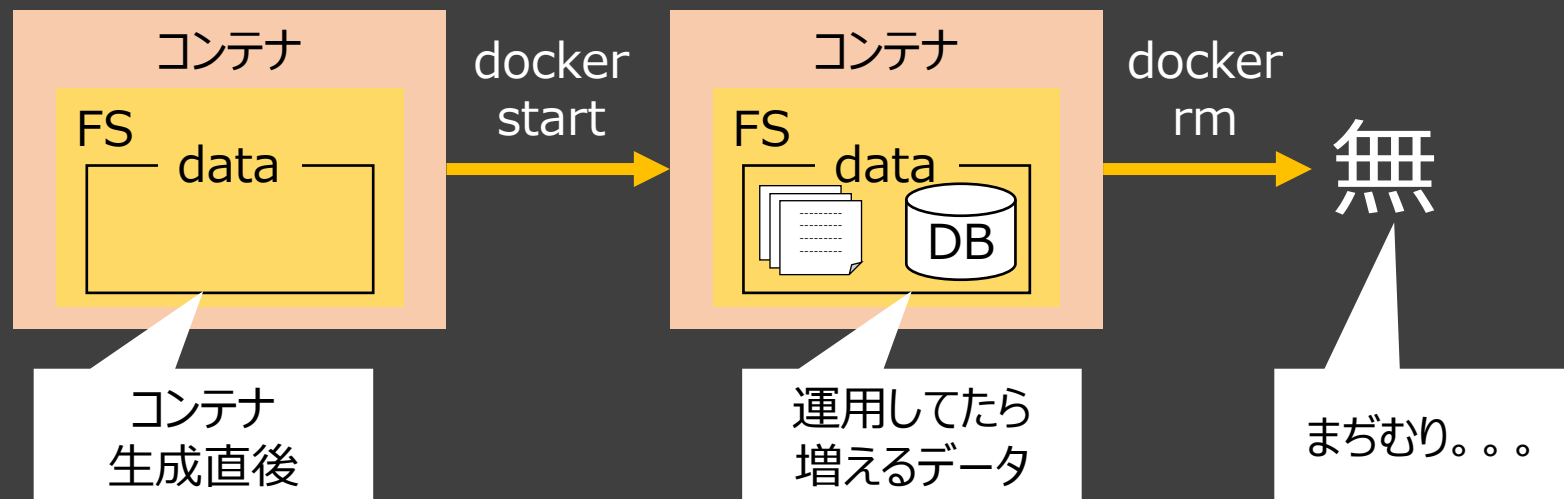 コンテナ
FS
data
docker
start
コンテナ
FS
data
DB
docker
rm
無
コンテナ
生成直後
運用してたら
増えるデータ
まぢむり。。。